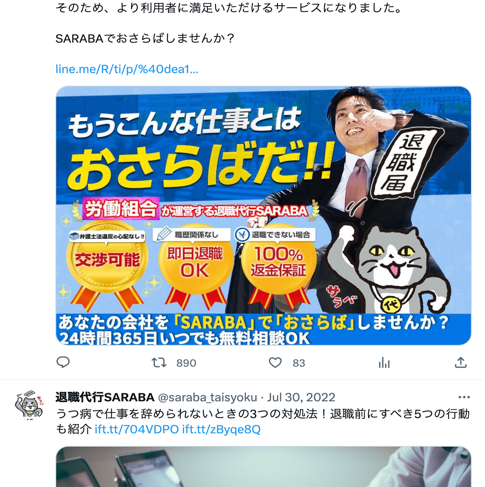 そのため、より利用者に満足いただけるサービスになりました。
SARABAでおさらばしませんか？
line.me/R/ti/p/%40dea1...
もうこんな仕事とは
おさらばだ!!
退職届
労働組合が運営する退職代行SARABA
弁護士法違反の心配なし!!
交渉可能
職歴関係なし
即日退職
OK
退職できない場合
100%
返金保証
サラバ
代
あなたの会社を「SARABA」で「おさらば」しませんか？
24時間365日いつでも無料相談OK
890
83
退職代行SARABA @saraba_taisyoku · Jul 30, 2022
うつ病で仕事を辞められないときの3つの対処法！退職前にすべき5つの行動
も紹介 ift.tt/704VDPO ift.tt/zByqe8Q